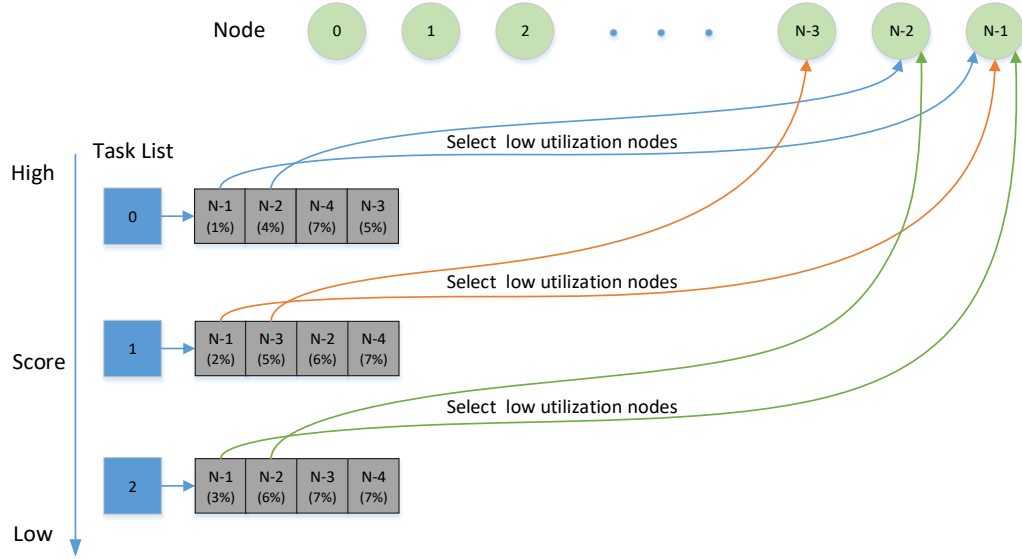 Node
0
1
2
N-3
N-2
N-1
Select low utilization nodes
Task List
High
0
N-1
(1%)
N-2
(4%)
N-4
(7%)
N-3
(5%)
Select low utilization nodes
1
N-1
(2%)
N-3
(5%)
N-2
(6%)
N-4
(7%)
Score
Select low utilization nodes
2
N-1
(3%)
N-2
(6%)
N-3
(7%)
N-4
(7%)
Low